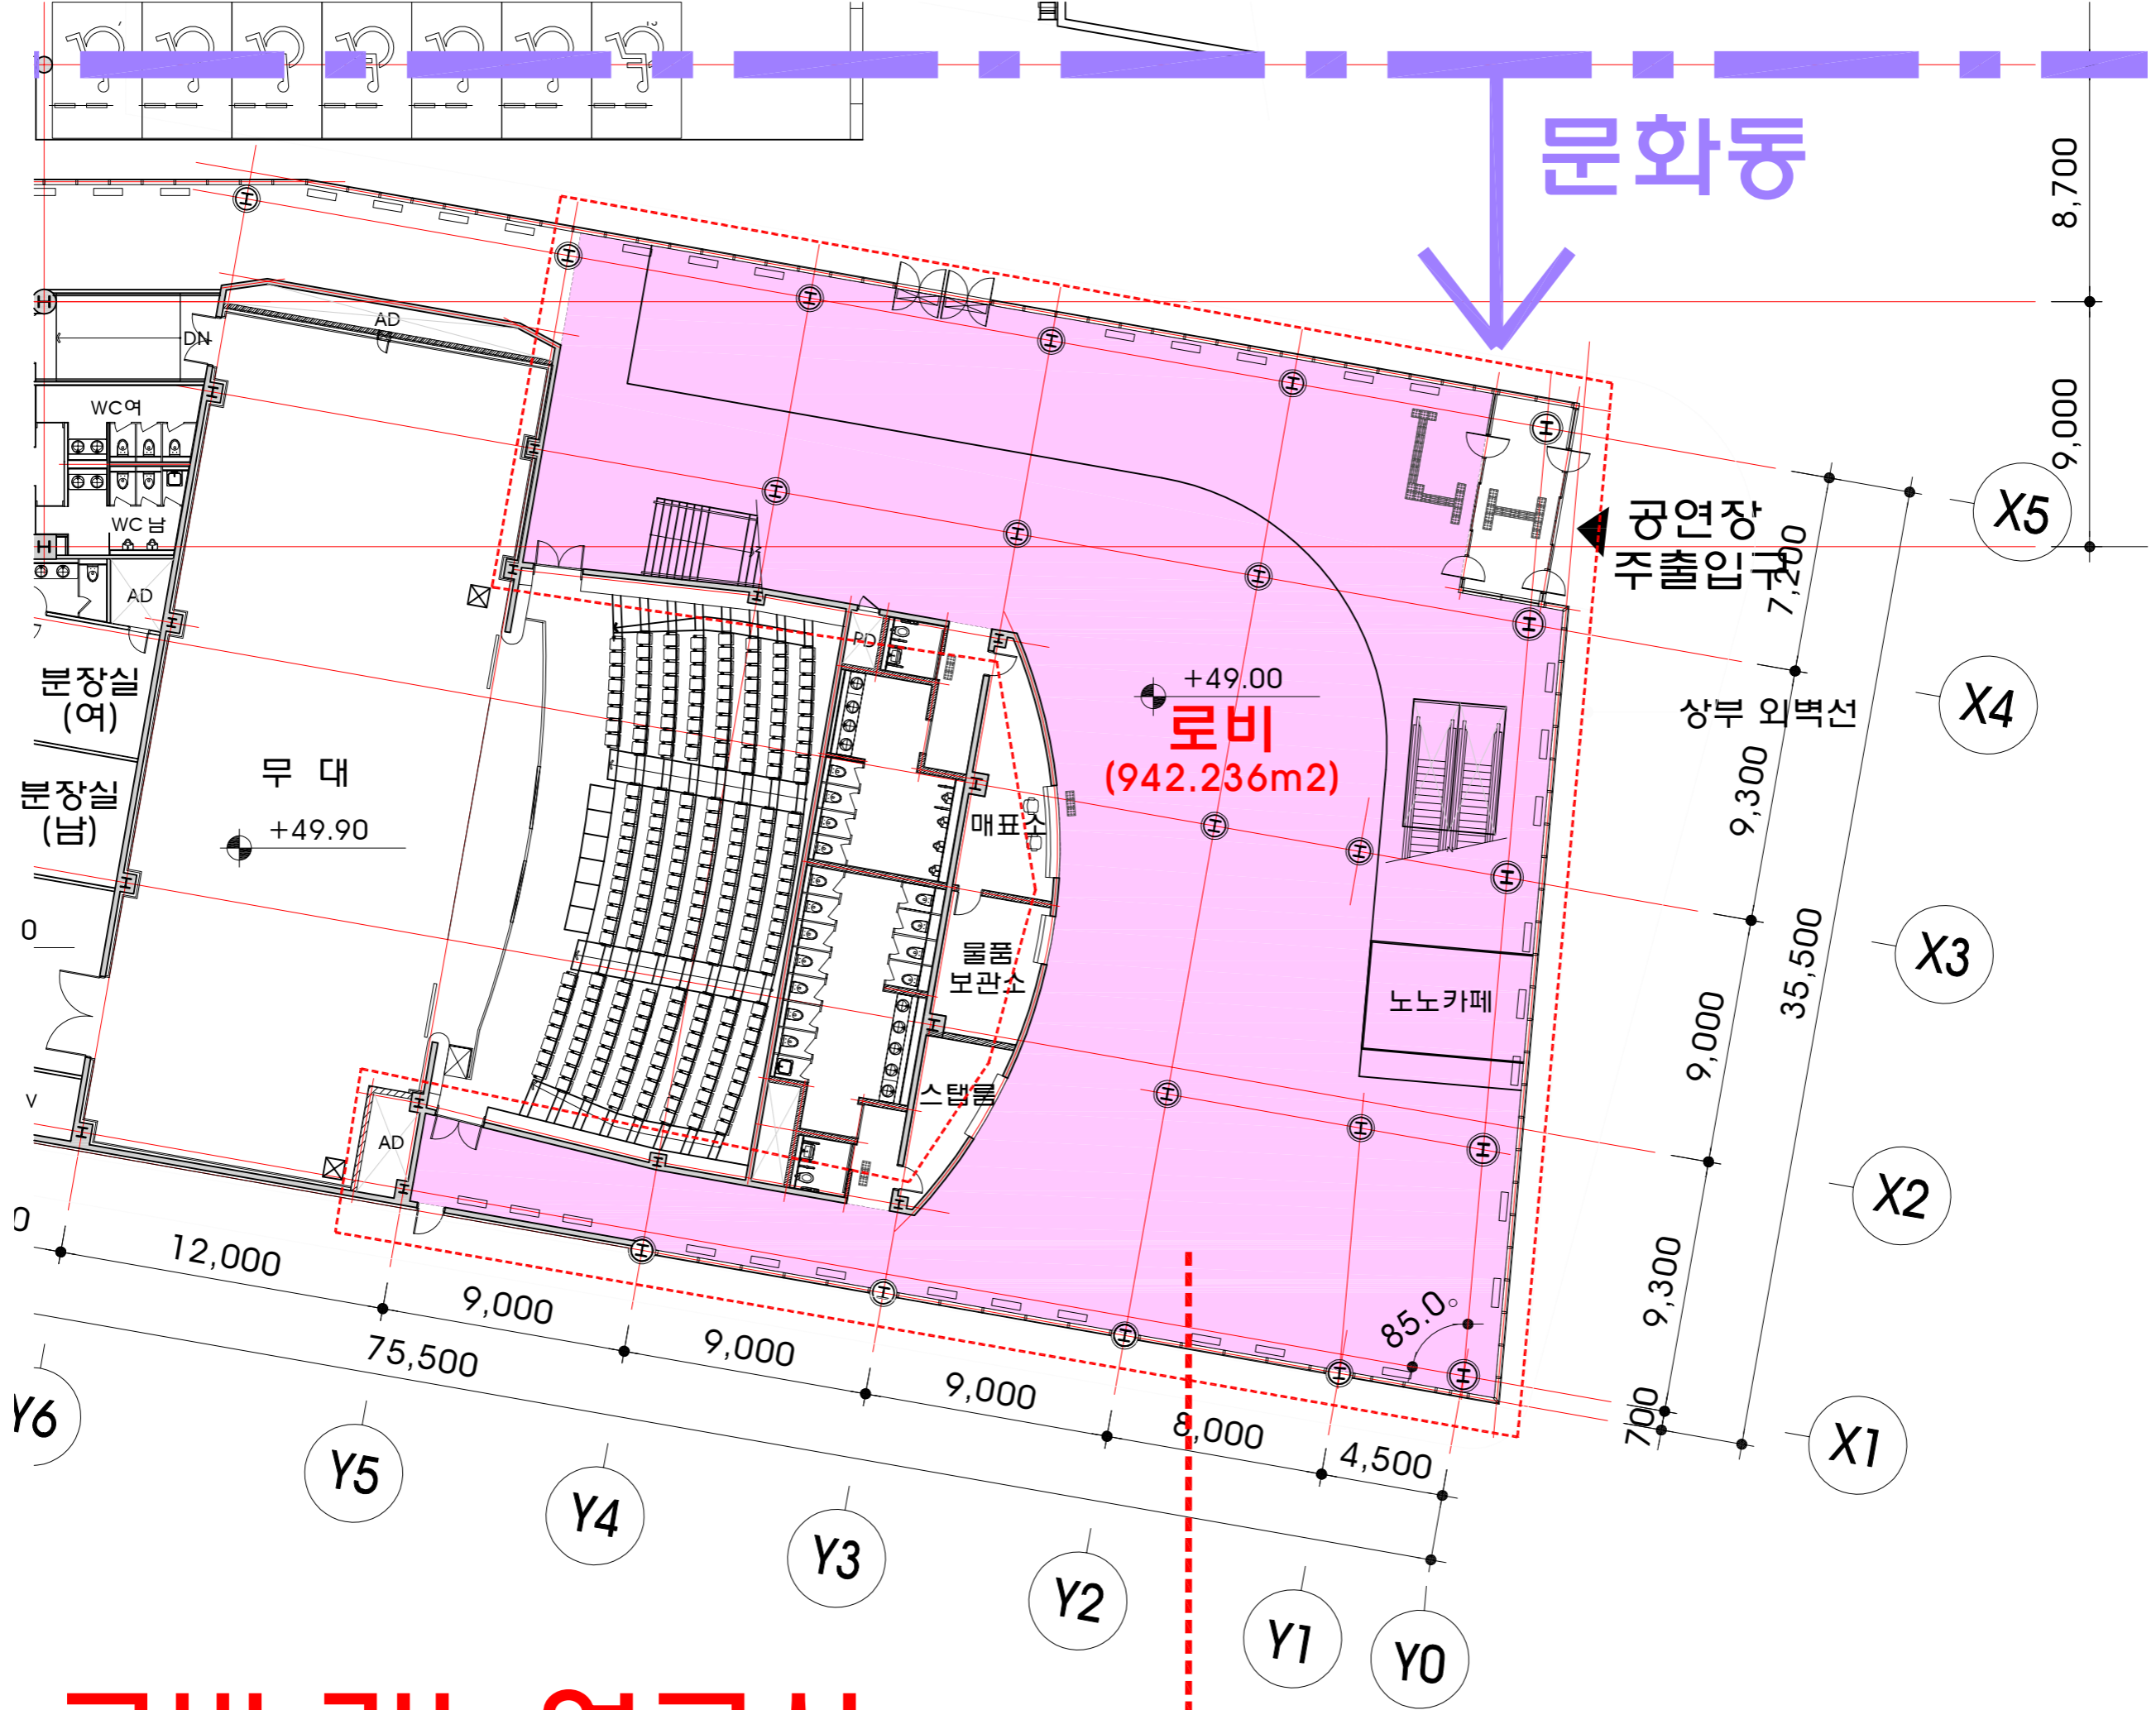 문화동
8,700
9,000
DN
AD
WC여
WC 남
AD
공연장
주출입구
7,200
X5
분장실
(여)
PD
+49.00
로비
(942.236m2)
상부 외벽선
X4
무 대
+49.90
분장실
(남)
매표소
9,300
0
물품
보관소
노노카페
35,500
X3
스탭룸
9,000
V
AD
X2
0
12,000
9,000
75,500
9,000
9,000
8,000
4,500
85.0°
9,300
700
X1
Y6
Y5
Y4
Y3
Y2
Y1
Y0